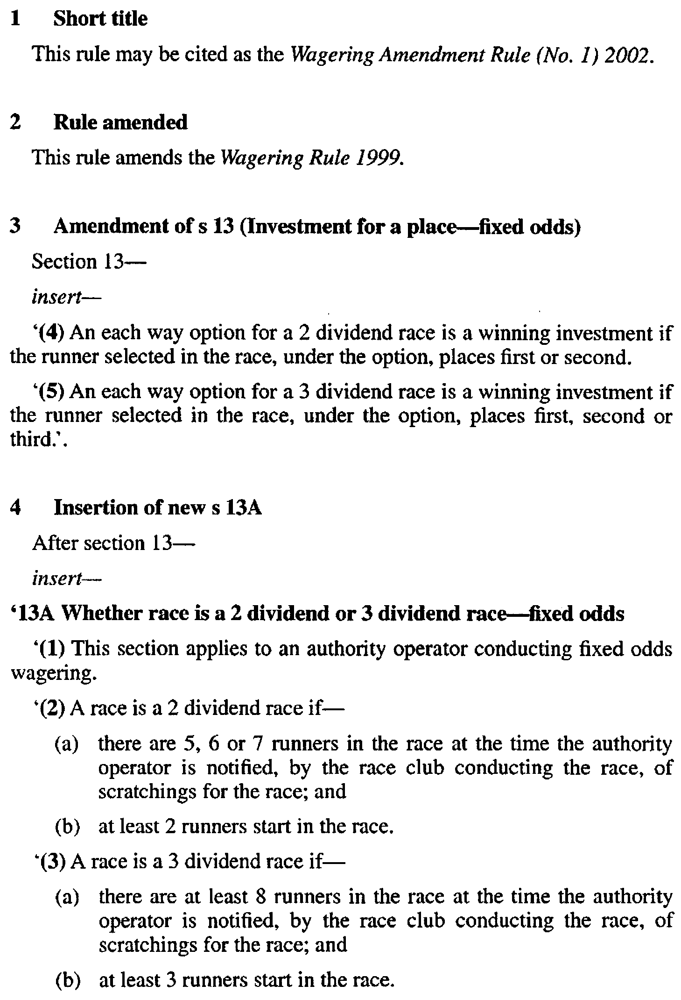 1 Short title
This rule may be cited as the Wagering Amendment Rule (No. 1) 2002.
2 Rule amended
This rule amends the Wagering Rule 1999.
3 Amendment of s 13 (Investment for a place—fixed odds)
Section 13—
insert—
‘(4) An each way option for a 2 dividend race is a winning investment if
the runner selected in the race, under the option, places first or second.
‘(5) An each way option for a 3 dividend race is a winning investment if
the runner selected in the race, under the option, places first, second or
third.’.
4 Insertion of new s 13A
After section 13—
insert—
‘13A Whether race is a 2 dividend or 3 dividend race—fixed odds
‘(1) This section applies to an authority operator conducting fixed odds
wagering.
‘(2) A race is a 2 dividend race if—
(a) there are 5, 6 or 7 runners in the race at the time the authority
operator is notified, by the race club conducting the race, of
scratchings for the race; and
(b) at least 2 runners start in the race.
‘(3) A race is a 3 dividend race if—
(a) there are at least 8 runners in the race at the time the authority
operator is notified, by the race club conducting the race, of
scratchings for the race; and
(b) at least 3 runners start in the race.